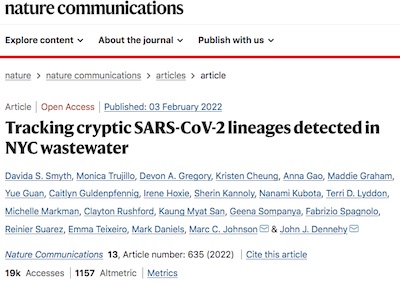 nature communications
Explore content About the journal Publish with us
nature > nature communications > articles > article
Article | Open Access | Published: 03 February 2022
Tracking cryptic SARS-CoV-2 lineages detected in
NYC wastewater
Davida S. Smyth, Monica Trujillo, Devon A. Gregory, Kristen Cheung, Anna Gao, Maddie Graham,
Yue Guan, Caitlyn Guldenpfennig, Irene Hoxie, Sherin Kannoly, Nanami Kubota, Terri D. Lyddon,
Michelle Markman, Clayton Rushford, Kaung Myat San, Geena Sompanya, Fabrizio Spagnolo,
Reinier Suarez, Emma Teixeiro, Mark Daniels, Marc C. Johnson & John J. Dennehy
Nature Communications 13, Article number: 635 (2022) | Cite this article
19k Accesses | 1157 Altmetric | Metrics